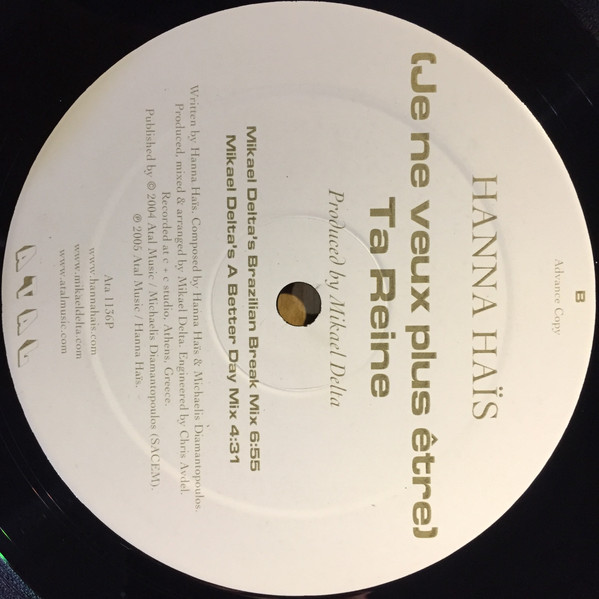 B
Advance Copy
HANNA HAÏS
(Je ne veux plus être)
Ta Reine
Produced by Mikael Delta
Mikael Delta's Brazilian Break Mix 6:55
Mikael Delta's A Better Day Mix 4:31
Written by Hanna Haïs. Composed by Hanna Haïs & Michaelis Diamantopoulos.
Produced, mixed & arranged by Mikael Delta. Engineered by Chris Avdel.
Recorded at c + c studio, Athens, Greece.
Published by © 2004 Atal Music / Michaelis Diamantopoulos (SACEM).
℗ 2005 Atal Music / Hanna Haïs.
Ata 1136P
www.hannahais.com
www.mikaeldelta.com
www.atalmusic.com
ATAL